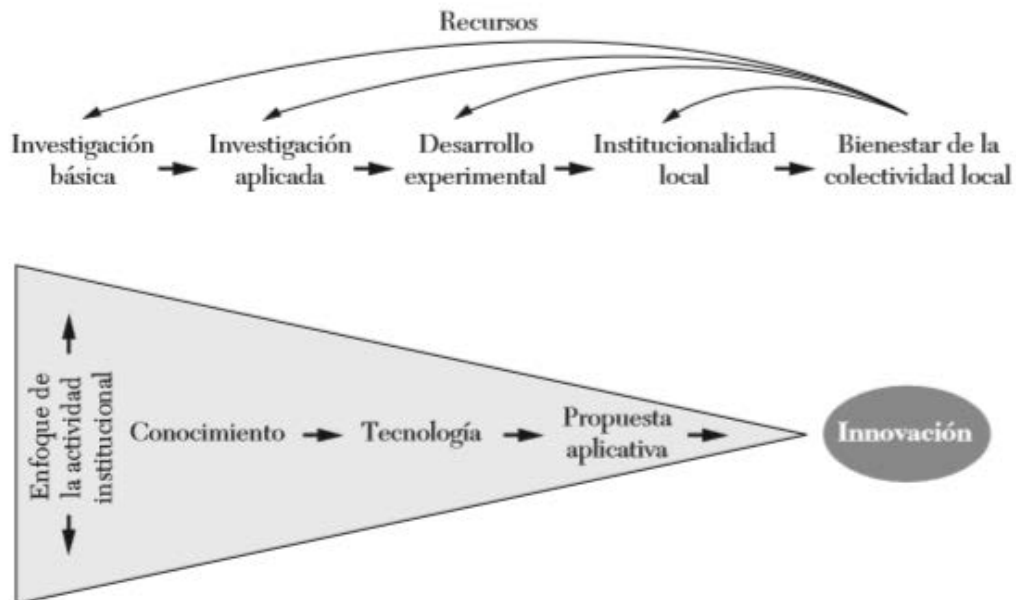 Recursos
Investigación
básica
Investigación
aplicada
Desarrollo
experimental
Institucionalidad
local
Bienestar de la
colectividad local
Enfoque de
la actividad
institucional
Conocimiento
Tecnología
Propuesta
aplicativa
Innovación